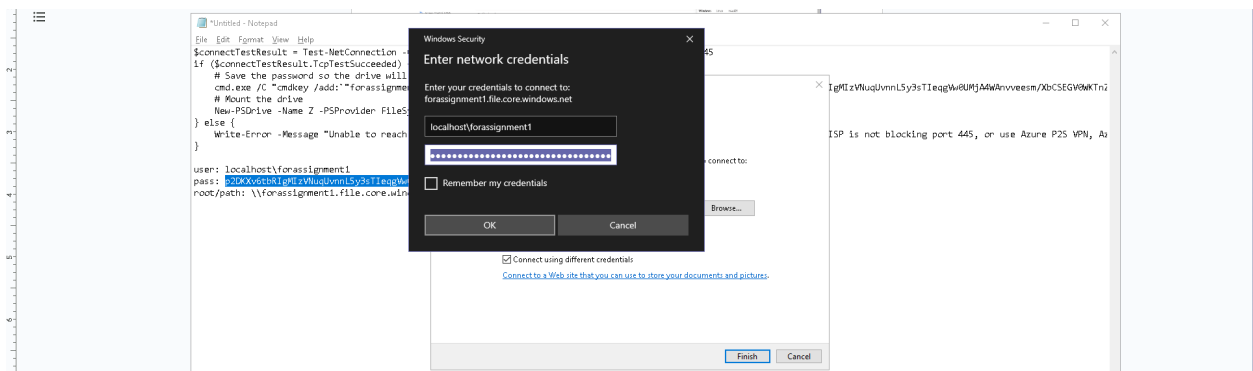 *Untitled - Notepad
File Edit Format View Help
$connectTestResult = Test-NetConnection
45
if ($connectTestResult.TcpTestSucceeded)
# Save the password so the drive will
cmd.exe /C "cmdkey /add:`"forassignme
# Mount the drive
New-PSDrive -Name Z -PSProvider FileSy
} else {
Write-Error -Message "Unable to reach
ISP is not blocking port 445, or use Azure P2S VPN, Az
}
user: localhost\forassignment1
pass:
root/path: \\forassignment1.file.core.win
Windows Security
Enter network credentials
Enter your credentials to connect to:
forassignment1.file.core.windows.net
localhost\forassignment1
Remember my credentials
OK Cancel
connect to:
Browse...
Connect using different credentials
Connect to a Web site that you can use to store your documents and pictures.
Finish Cancel